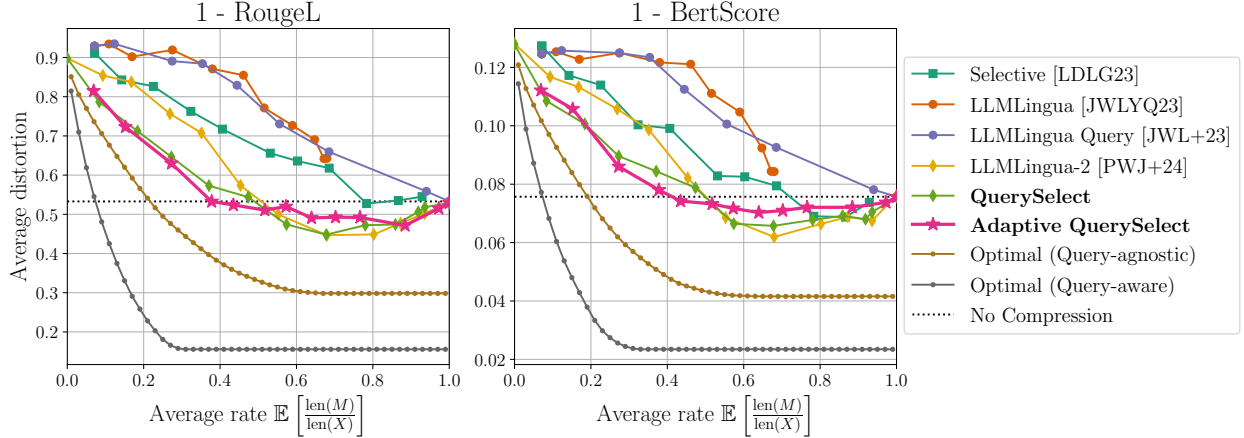 1 - RougeL
1 - BertScore
Average distortion
0.9
0.8
0.7
0.6
0.5
0.4
0.3
0.2
0.0 0.2 0.4 0.6 0.8 1.0
Average rate 𝔼 [len(M)/len(X)]
0.12
0.10
0.08
0.06
0.04
0.02
0.0 0.2 0.4 0.6 0.8 1.0
Average rate 𝔼 [len(M)/len(X)]
Selective [LDLG23]
LLMLingua [JWLYQ23]
LLMLingua Query [JWL+23]
LLMLingua-2 [PWJ+24]
QuerySelect
Adaptive QuerySelect
Optimal (Query-agnostic)
Optimal (Query-aware)
No Compression